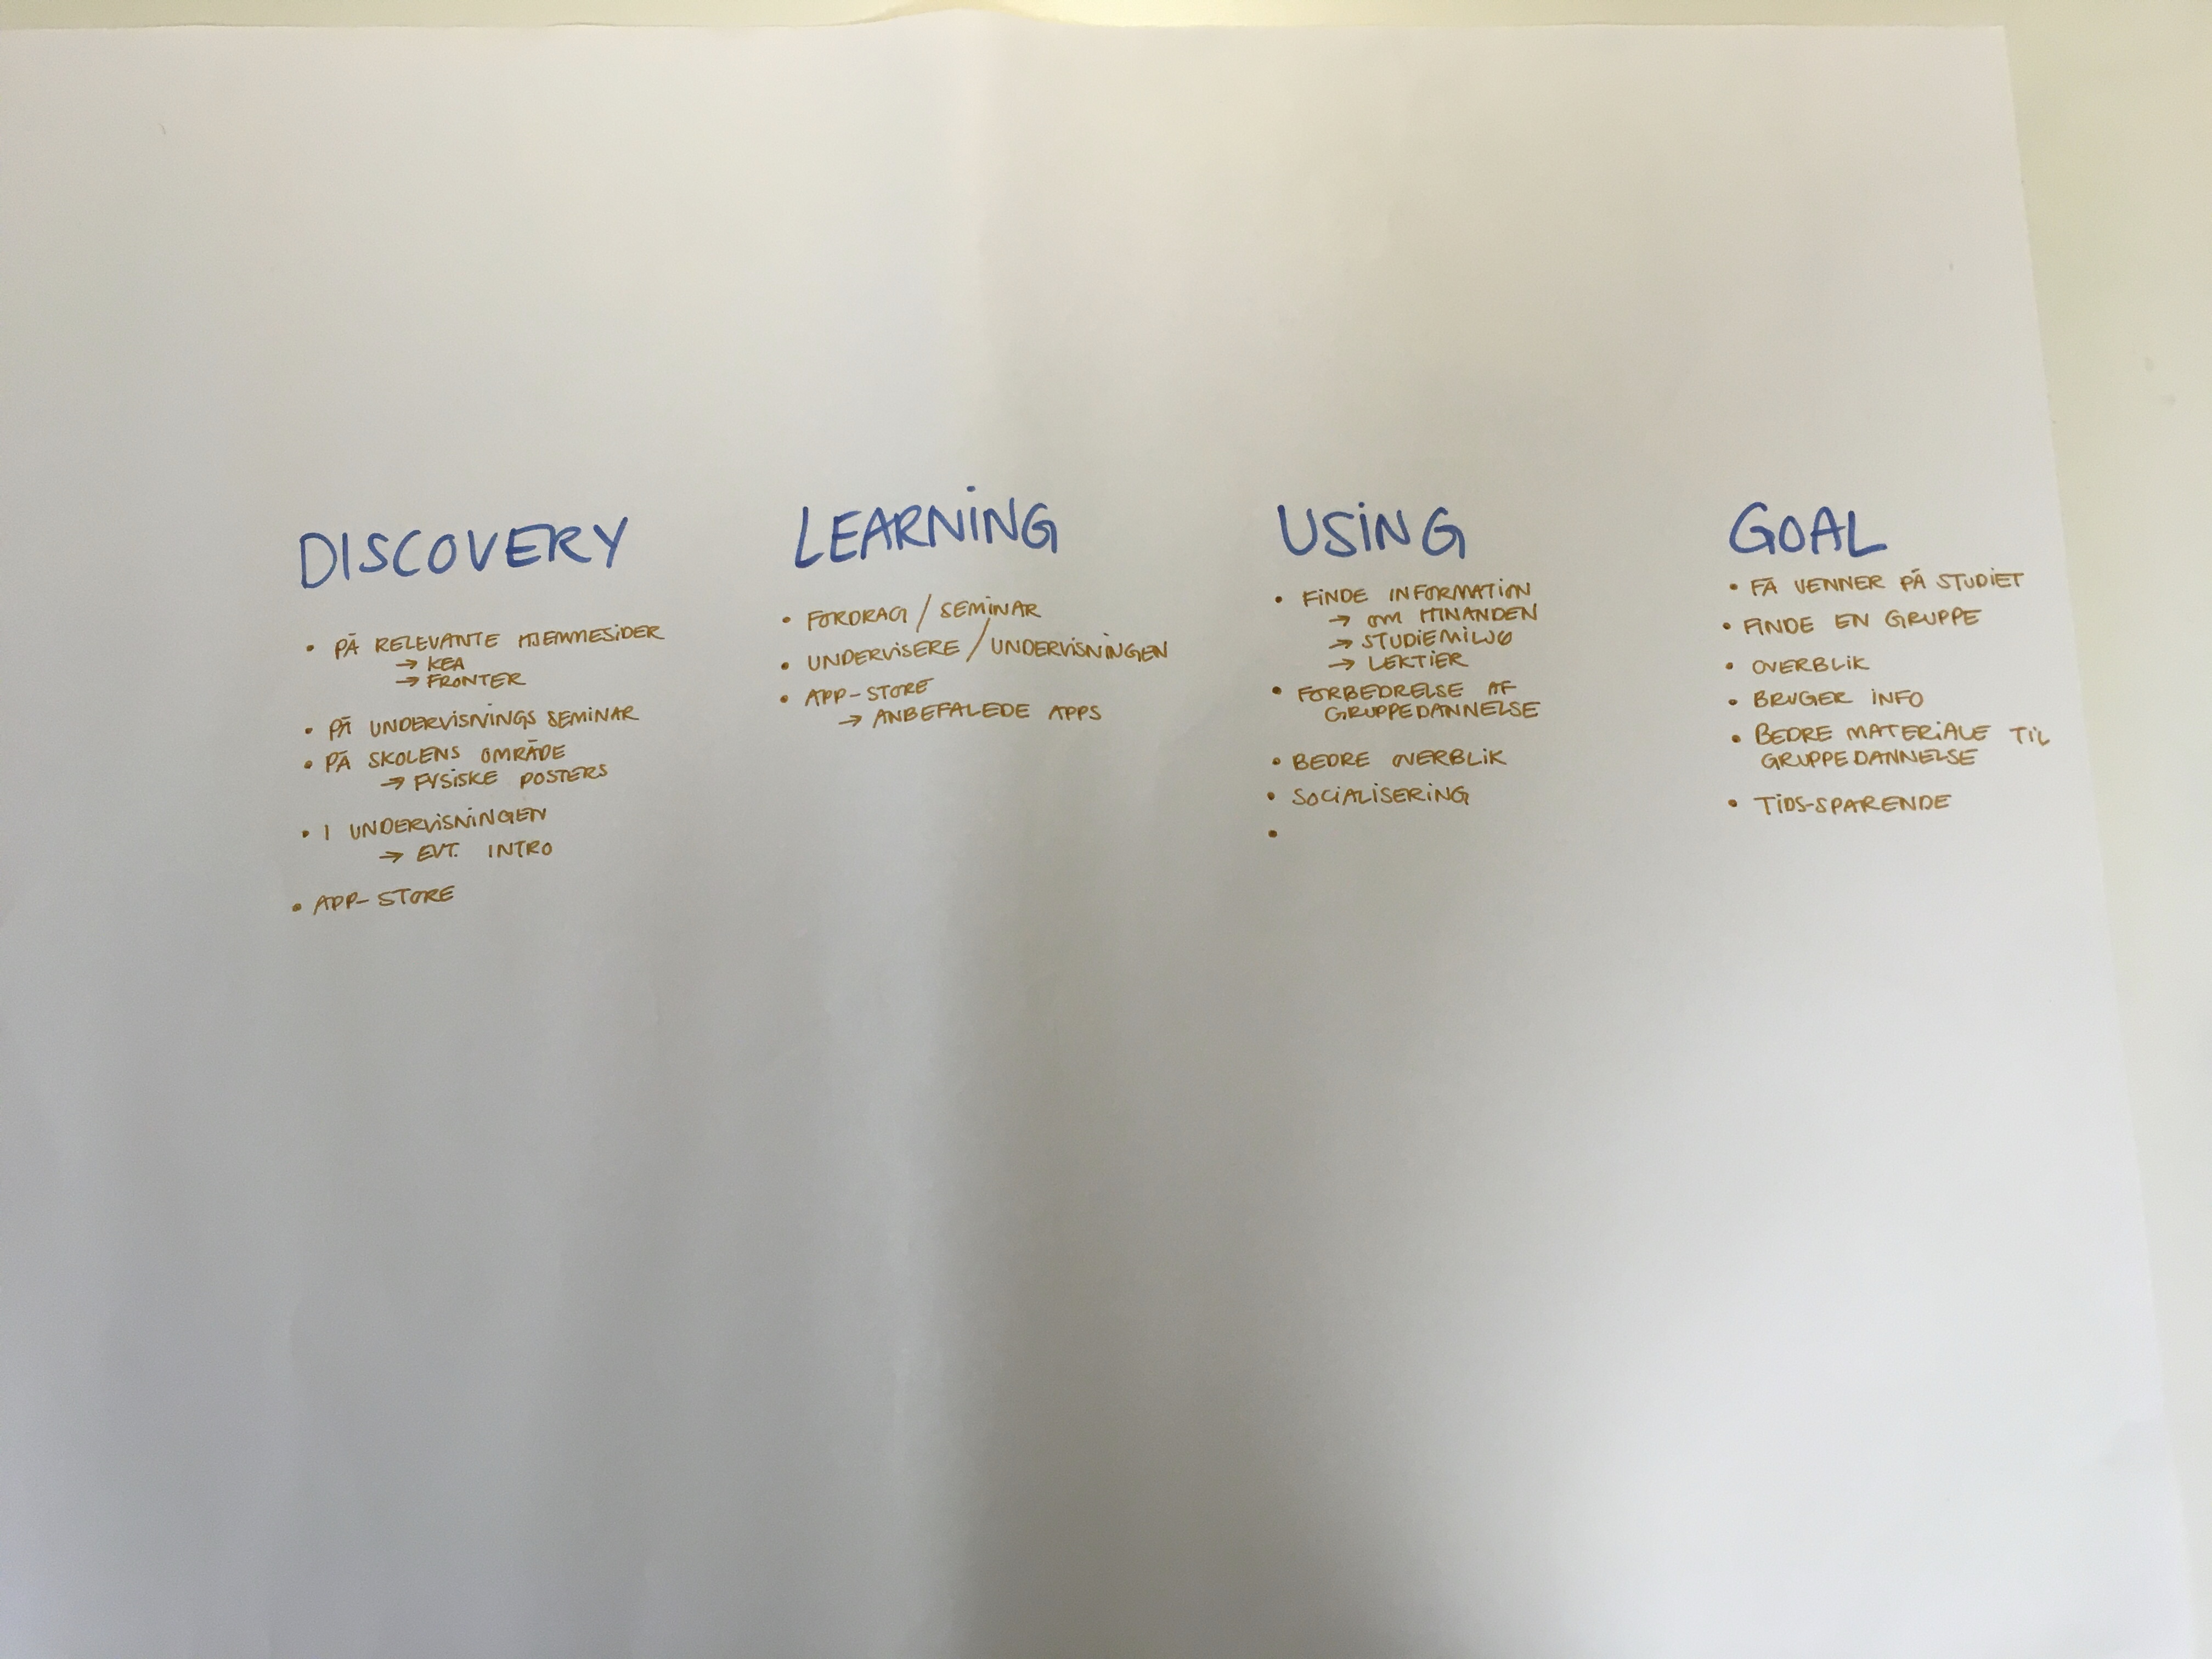 DISCOVERY
• PÅ RELEVANTE HJEMMESIDER
→ KEA
→ FRONTER
• PÅ UNDERVISNINGS SEMINAR
• PÅ SKOLENS OMRÅDE
→ FYSISKE POSTERS
• I UNDERVISNINGEN
→ EVT. INTRO
• APP-STORE
LEARNING
• FORDRAG / SEMINAR
• UNDERVISERE / UNDERVISNINGEN
• APP-STORE
→ ANBEFALEDE APPS
USING
• FINDE INFORMATION
→ OM HINANDEN
→ STUDIEMILJØ
→ LEKTIER
• FORBEDRELSE AF
GRUPPEDANNELSE
• BEDRE OVERBLIK
• SOCIALISERING
•
GOAL
• FÅ VENNER PÅ STUDIET
• FINDE EN GRUPPE
• OVERBLIK
• BRUGER INFO
• BEDRE MATERIALE TIL
GRUPPEDANNELSE
• TIDS-SPARENDE